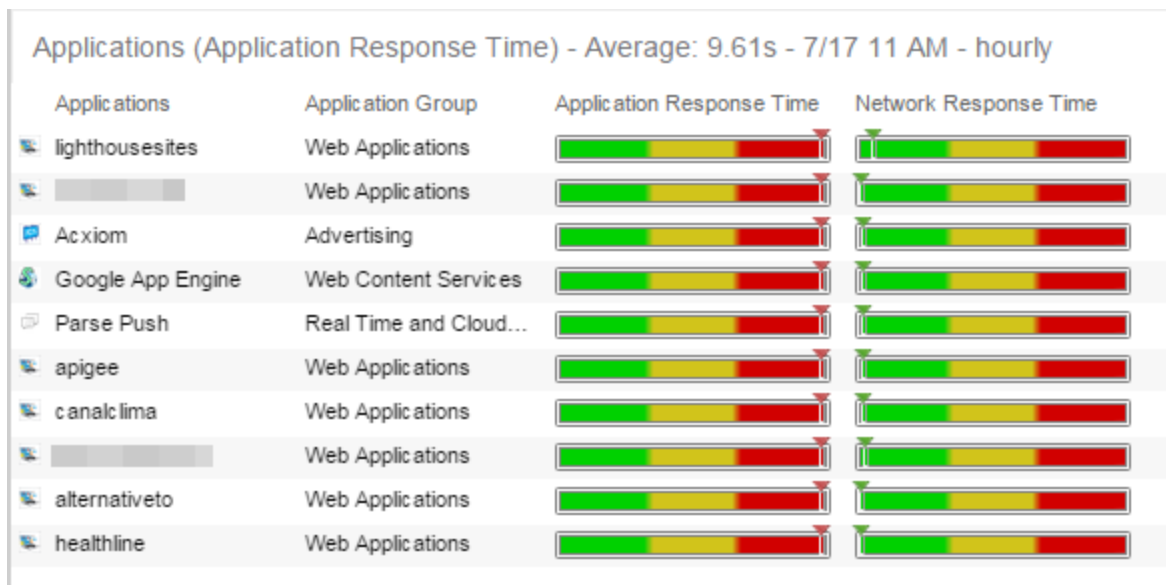 Applications (Application Response Time) - Average: 9.61s - 7/17 11 AM - hourly
Applications Application Group Application Response Time Network Response Time
lighthousesites Web Applications
Web Applications
Acxiom Advertising
Google App Engine Web Content Services
Parse Push Real Time and Cloud...
apigee Web Applications
canalclima Web Applications
Web Applications
alternativeto Web Applications
healthline Web Applications